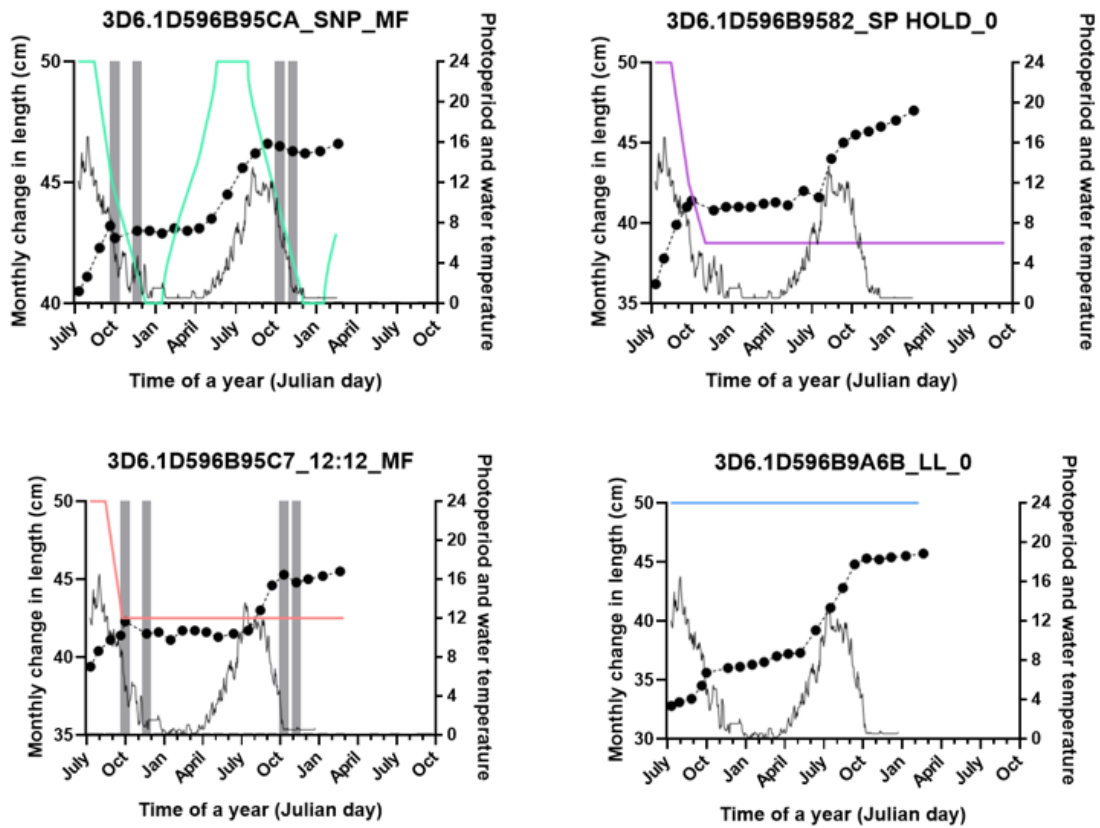 3D6.1D596B95CA_SNP_MF
Monthly change in length (cm)
50
45
40
24
20
16
12
8
4
0
Photoperiod and water temperature
July Oct Jan April July Oct Jan April July Oct
Time of a year (Julian day)
3D6.1D596B9582_SP HOLD_0
Monthly change in length (cm)
50
45
40
35
24
20
16
12
8
4
0
Photoperiod and water temperature
July Oct Jan April July Oct Jan April July Oct
Time of a year (Julian day)
3D6.1D596B95C7_12:12_MF
Monthly change in length (cm)
50
45
40
35
24
20
16
12
8
4
0
Photoperiod and water temperature
July Oct Jan April July Oct Jan April July Oct
Time of a year (Julian day)
3D6.1D596B9A6B_LL_0
Monthly change in length (cm)
50
45
40
35
30
24
20
16
12
8
4
0
Photoperiod and water temperature
July Oct Jan April July Oct Jan April July Oct
Time of a year (Julian day)